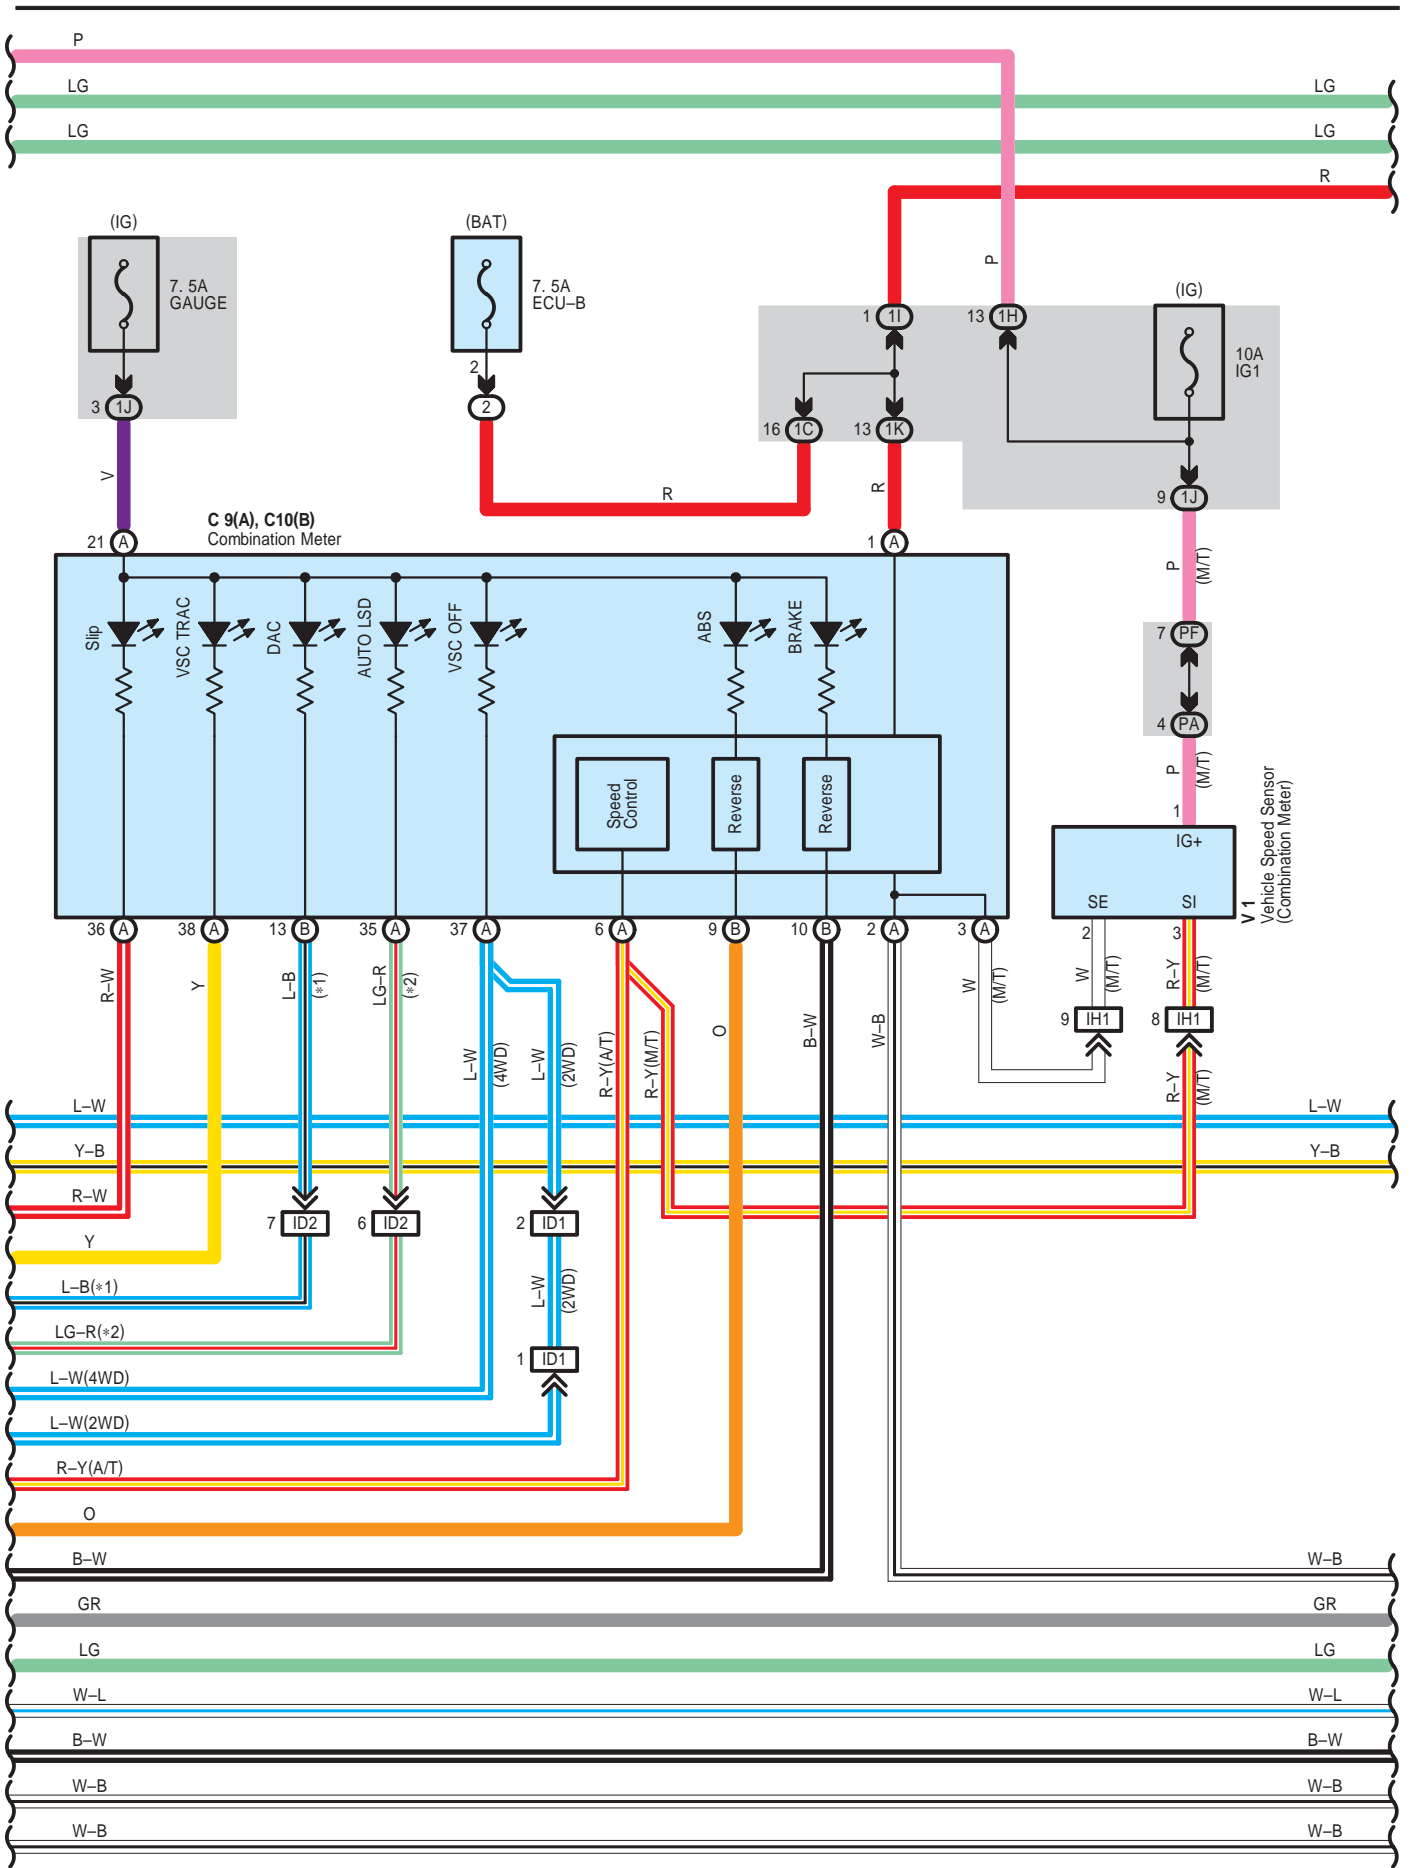 P
LG
LG
LG
LG
R
(IG)
7. 5A
GAUGE
3 1J
V
(BAT)
7. 5A
ECU–B
2
2
R
1 1I
13 1H
P
16 1C
13 1K
R
(IG)
10A
IG1
9 1J
P
(M/T)
7 PF
4 PA
P
(M/T)
C 9(A), C10(B)
Combination Meter
21 A
1 A
Slip
VSC TRAC
DAC
AUTO LSD
VSC OFF
ABS
BRAKE
Speed
Control
Reverse
Reverse
1
IG+
SE
SI
V 1
Vehicle Speed Sensor
(Combination Meter)
36 A
38 A
13 B
35 A
37 A
6 A
9 B
10 B
2 A
3 A
2
3
R–W
Y
L–B
(*1)
LG–R
(*2)
L–W
(4WD)
L–W
(2WD)
R–Y(A/T)
R–Y(M/T)
O
B–W
W–B
W
(M/T)
W
(M/T)
R–Y
(M/T)
9 IH1
8 IH1
R–Y
(M/T)
L–W
L–W
Y–B
Y–B
R–W
7 ID2
6 ID2
2 ID1
Y
L–B(*1)
L–W
(2WD)
LG–R(*2)
1 ID1
L–W(4WD)
L–W(2WD)
R–Y(A/T)
O
B–W
W–B
GR
GR
LG
LG
W–L
W–L
B–W
B–W
W–B
W–B
W–B
W–B